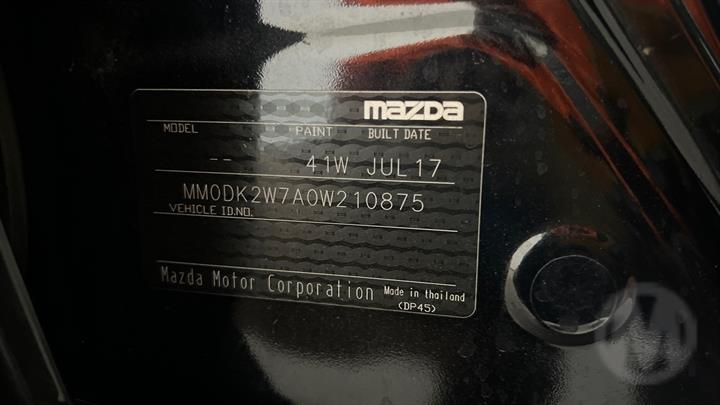 mazda
MODEL PAINT BUILT DATE
-- 41W JUL17
MM0DK2W7A0W210875
VEHICLE ID.NO.
Mazda Motor Corporation Made in thailand
(DP45)
M